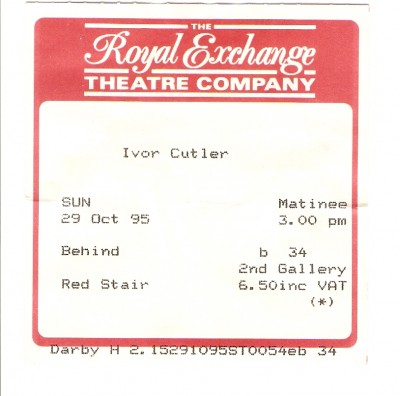 THE
Royal Exchange
THEATRE COMPANY
Ivor Cutler
SUN Matinee
29 Oct 95 3.00 pm
Behind b 34
2nd Gallery
Red Stair 6.50inc VAT
(*)
Darby H 2.15291095ST0054eb 34